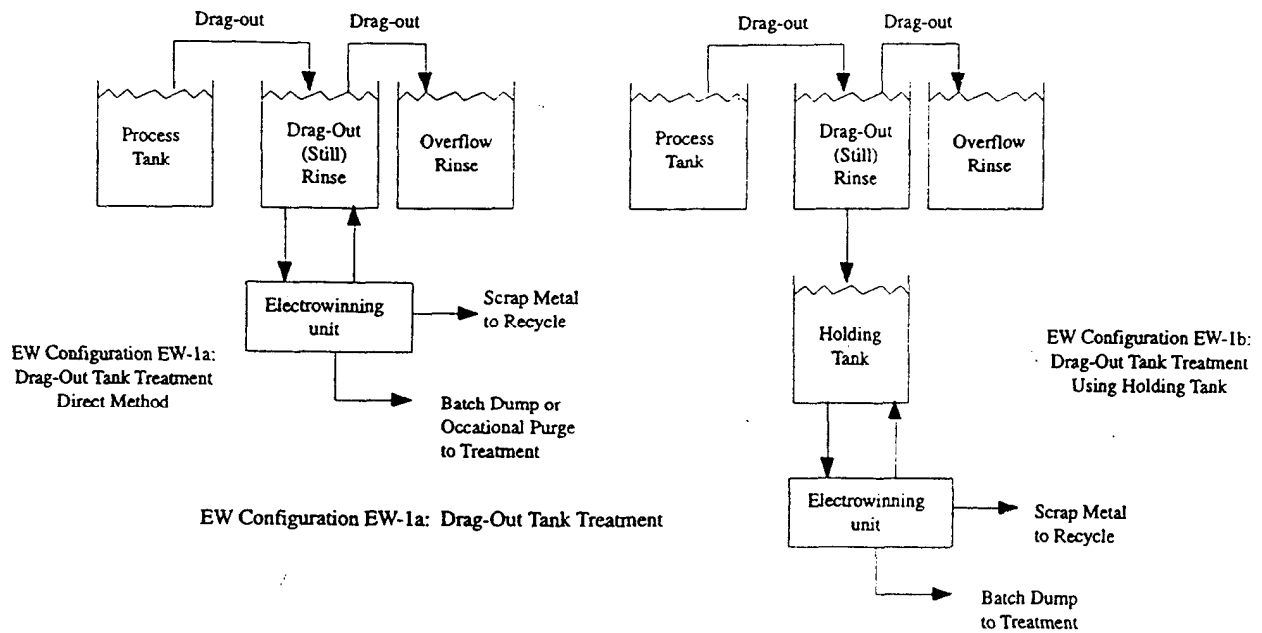 Drag-out
Drag-out
Process
Tank
Drag-Out
(Still)
Rinse
Overflow
Rinse
Electrowinning
unit
Scrap Metal
to Recycle
EW Configuration EW-1a:
Drag-Out Tank Treatment
Direct Method
Batch Dump or
Occational Purge
to Treatment
EW Configuration EW-1a: Drag-Out Tank Treatment
Drag-out
Drag-out
Process
Tank
Drag-Out
(Still)
Rinse
Overflow
Rinse
Holding
Tank
EW Configuration EW-1b:
Drag-Out Tank Treatment
Using Holding Tank
Electrowinning
unit
Scrap Metal
to Recycle
Batch Dump
to Treatment